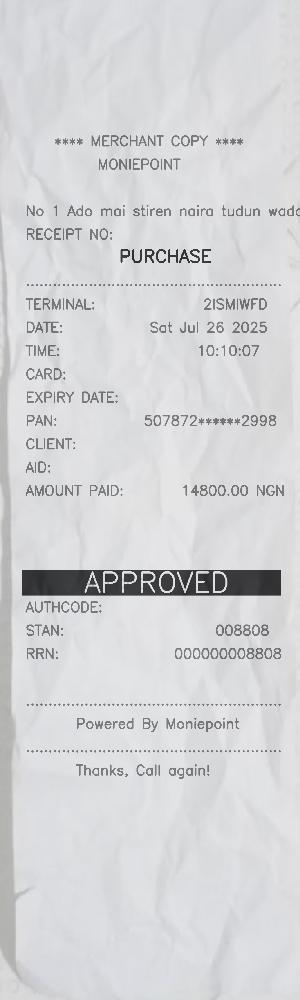 **** MERCHANT COPY ****
MONIEPOINT
No 1 Ado mai stiren naira tudun wada
RECEIPT NO:
PURCHASE
TERMINAL: 2ISMIWFD
DATE: Sat Jul 26 2025
TIME: 10:10:07
CARD:
EXPIRY DATE:
PAN: 507872******2998
CLIENT:
AID:
AMOUNT PAID: 14800.00 NGN
APPROVED
AUTHCODE:
STAN: 008808
RRN: 000000008808
Powered By Moniepoint
Thanks, Call again!